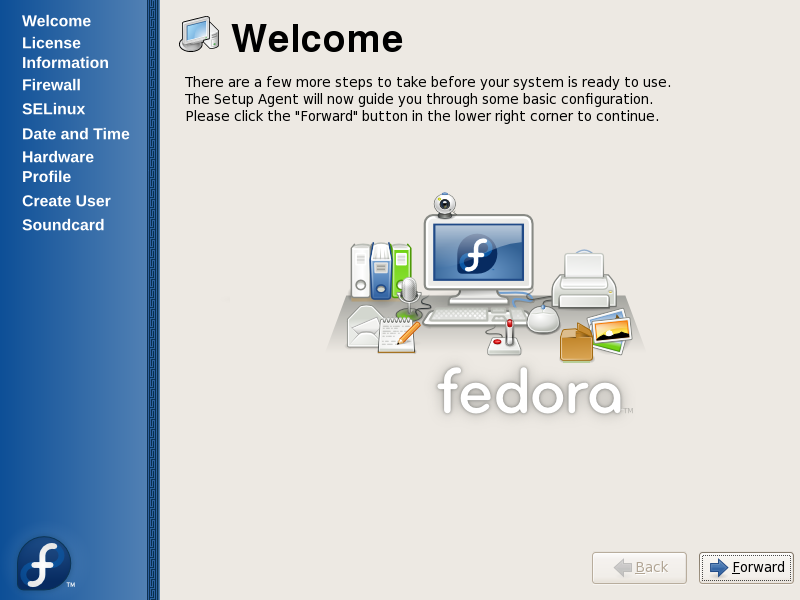 Welcome
License
Information
Firewall
SELinux
Date and Time
Hardware
Profile
Create User
Soundcard
Welcome
There are a few more steps to take before your system is ready to use.
The Setup Agent will now guide you through some basic configuration.
Please click the "Forward" button in the lower right corner to continue.
fedora™
™
Back
Forward